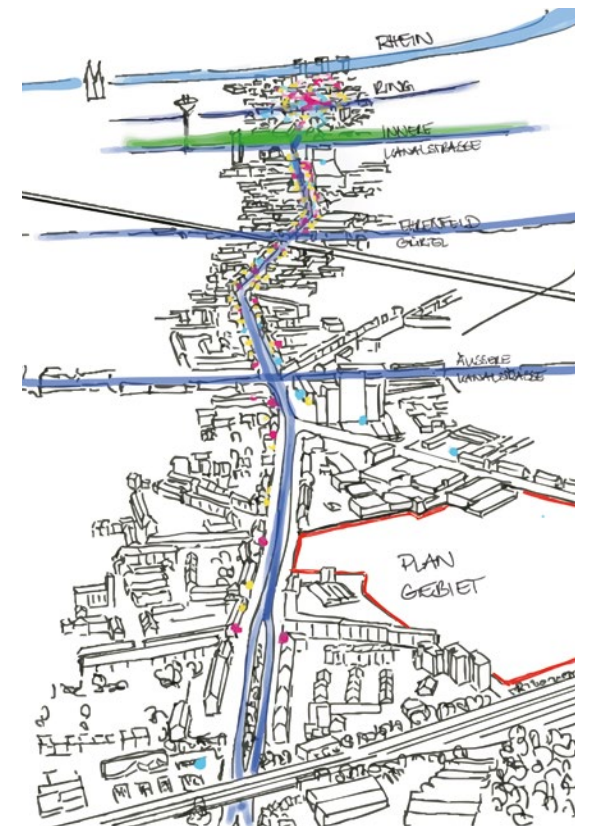 RHEIN
RING
INNERE
KANALSTRASSE
EHRENFELD
GÜRTEL
ÄUSSERE
KANALSTRASSE
PLAN
GEBIET